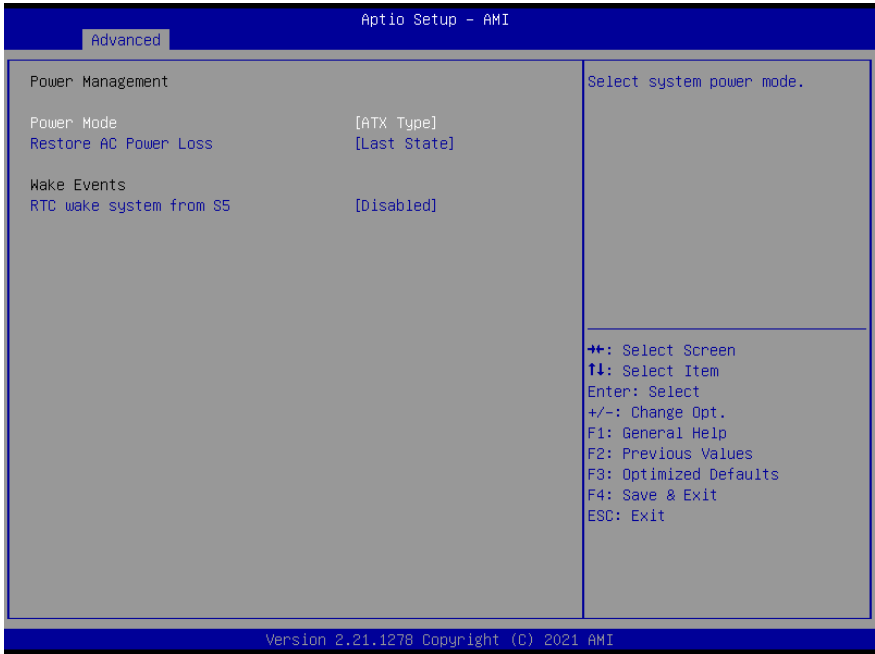 Aptio Setup – AMI
Advanced
Power Management
Power Mode [ATX Type]
Restore AC Power Loss [Last State]
Wake Events
RTC wake system from S5 [Disabled]
Select system power mode.
→←: Select Screen
↑↓: Select Item
Enter: Select
+/-: Change Opt.
F1: General Help
F2: Previous Values
F3: Optimized Defaults
F4: Save & Exit
ESC: Exit
Version 2.21.1278 Copyright (C) 2021 AMI